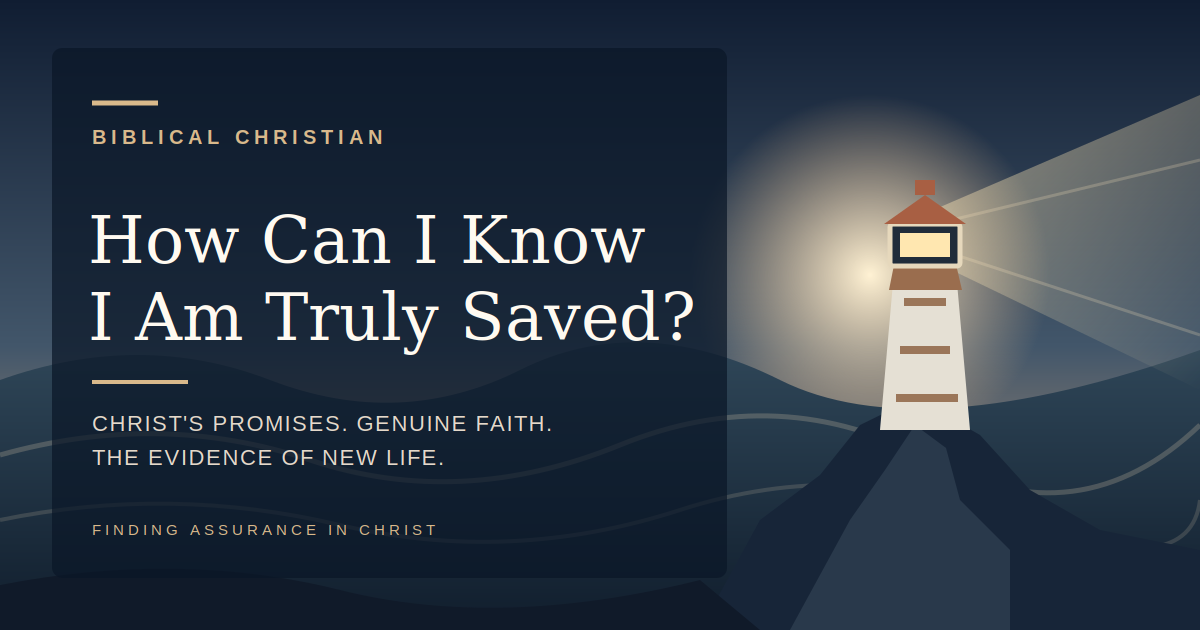 BIBLICAL CHRISTIAN
How Can I Know
I Am Truly Saved?
CHRIST'S PROMISES. GENUINE FAITH.
THE EVIDENCE OF NEW LIFE.
FINDING ASSURANCE IN CHRIST